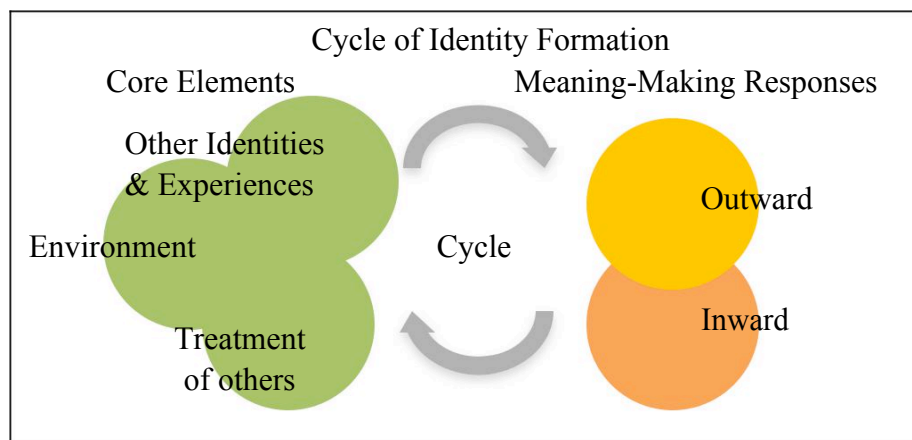 Cycle of Identity Formation
Core Elements
Meaning-Making Responses
Other Identities
& Experiences
Environment
Treatment
of others
Cycle
Outward
Inward